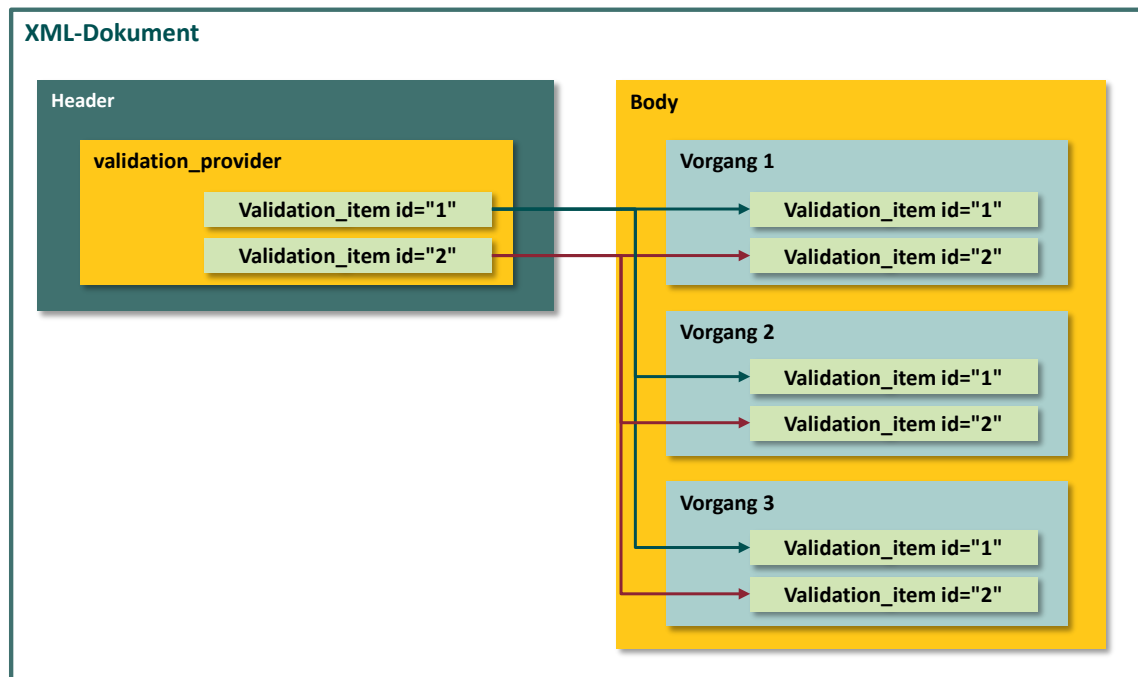 XML-Dokument
Header
validation_provider
Validation_item id="1"
Validation_item id="2"
Body
Vorgang 1
Validation_item id="1"
Validation_item id="2"
Vorgang 2
Validation_item id="1"
Validation_item id="2"
Vorgang 3
Validation_item id="1"
Validation_item id="2"